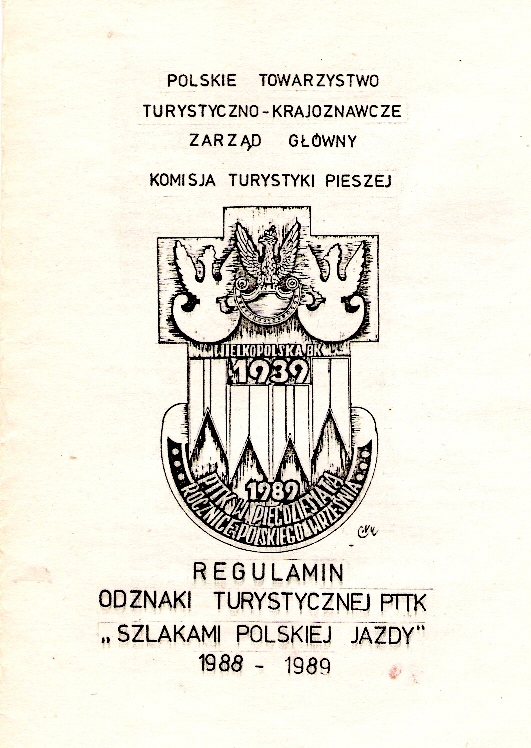 POLSKIE TOWARZYSTWO
TURYSTYCZNO-KRAJOZNAWCZE
ZARZĄD GŁÓWNY
KOMISJA TURYSTYKI PIESZEJ
WIELKOPOLSKA BK
1939
1989
PTTK W PIĘĆDZIESIĄTĄ
ROCZNICĘ POLSKIEGO WRZEŚNIA
REGULAMIN
ODZNAKI TURYSTYCZNEJ PTTK
„SZLAKAMI POLSKIEJ JAZDY"
1988 - 1989